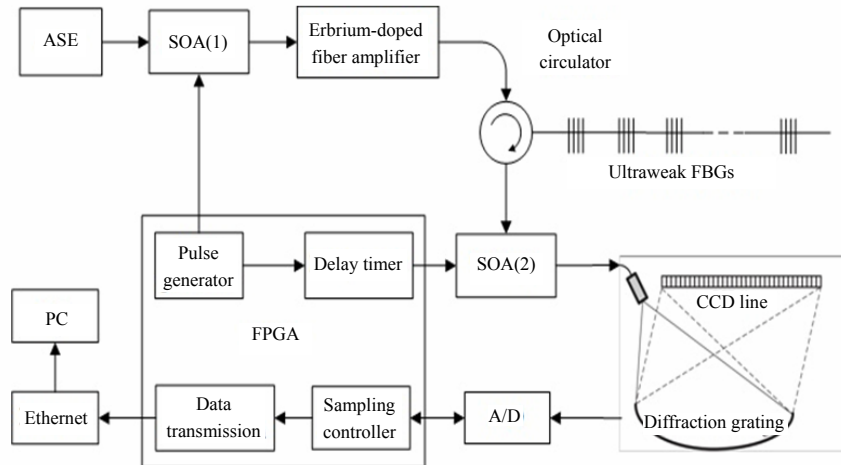 ASE
SOA(1)
Erbrium-doped
fiber amplifier
Optical
circulator
Ultraweak FBGs
Pulse
generator
Delay timer
SOA(2)
CCD line
PC
FPGA
Ethernet
Data
transmission
Sampling
controller
A/D
Diffraction grating